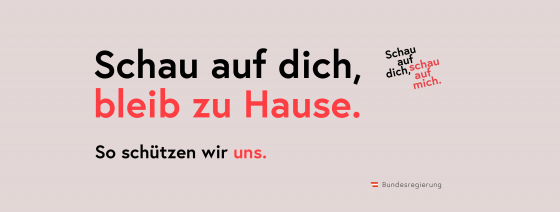 Schau auf dich,
bleib zu Hause.
So schützen wir uns.
Schau
auf
dich,
schau
auf
mich.
Bundesregierung